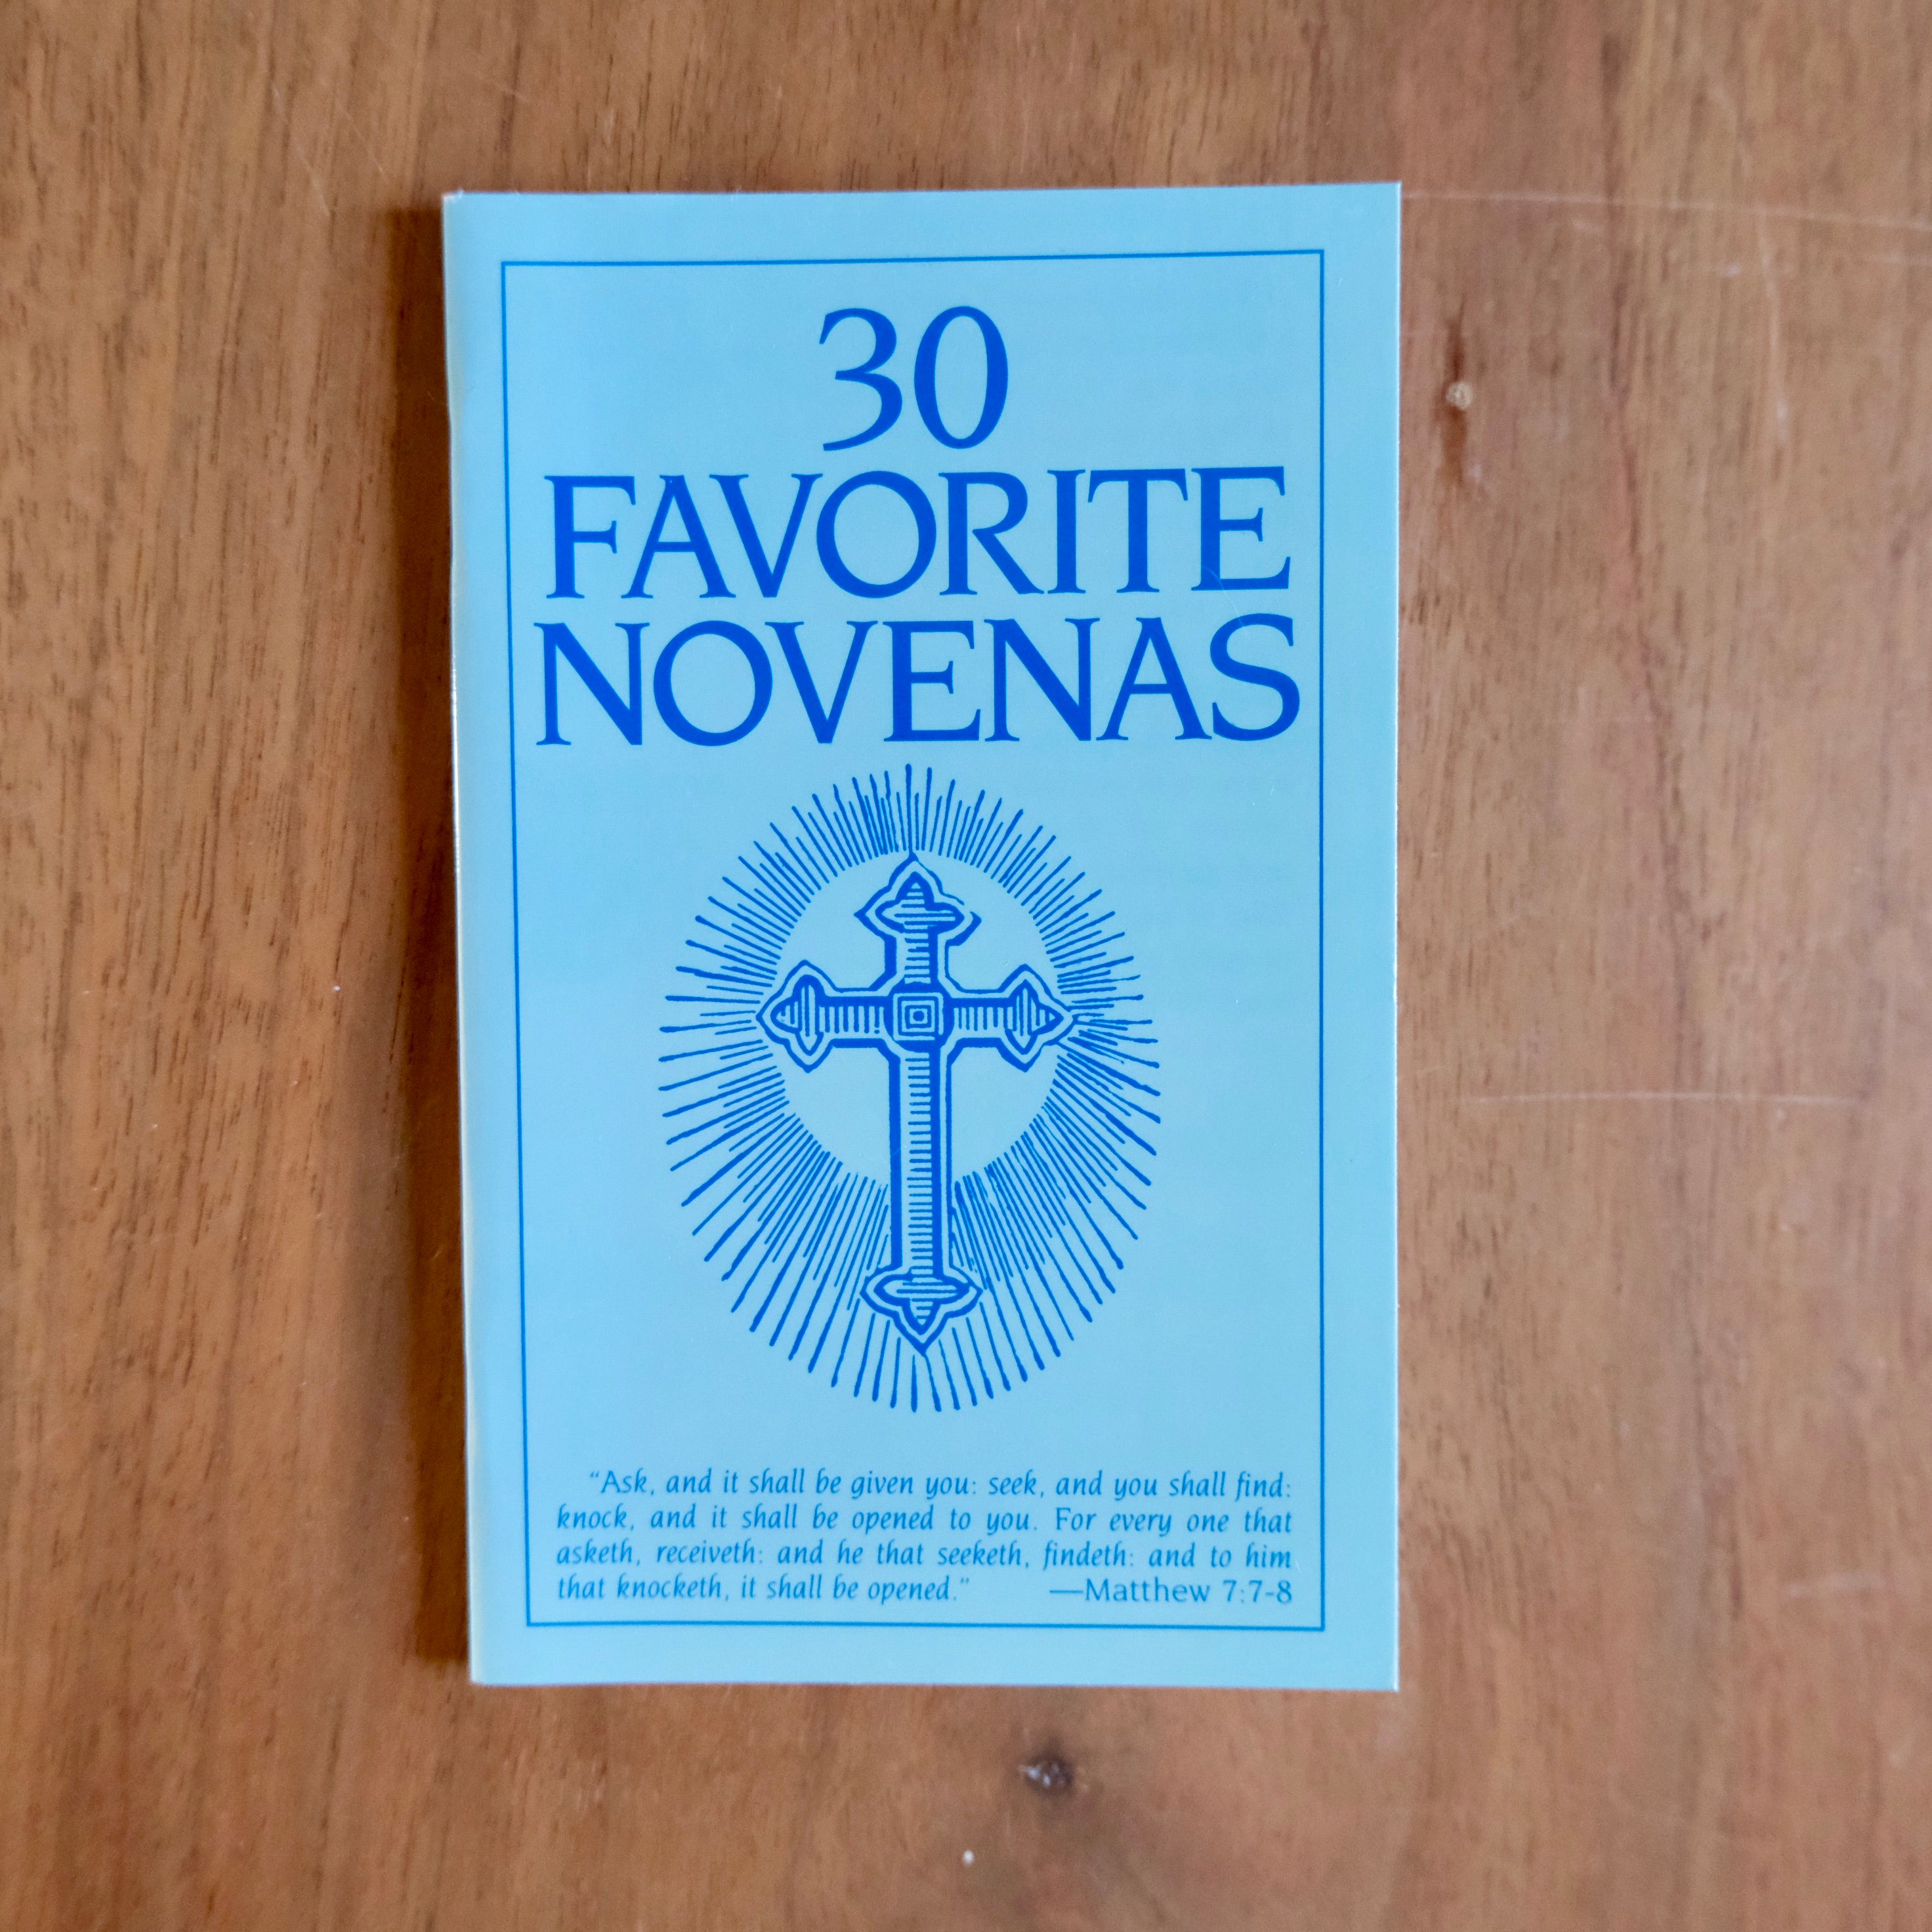 30
FAVORITE
NOVENAS
“Ask, and it shall be given you: seek, and you shall find:
knock, and it shall be opened to you. For every one that
asketh, receiveth: and he that seeketh, findeth: and to him
that knocketh, it shall be opened.” —Matthew 7:7-8